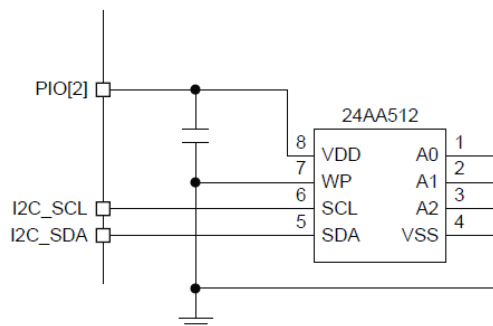 PIO[2]
24AA512
8 VDD A0 1
7 WP A1 2
I2C_SCL 6 SCL A2 3
I2C_SDA 5 SDA VSS 4